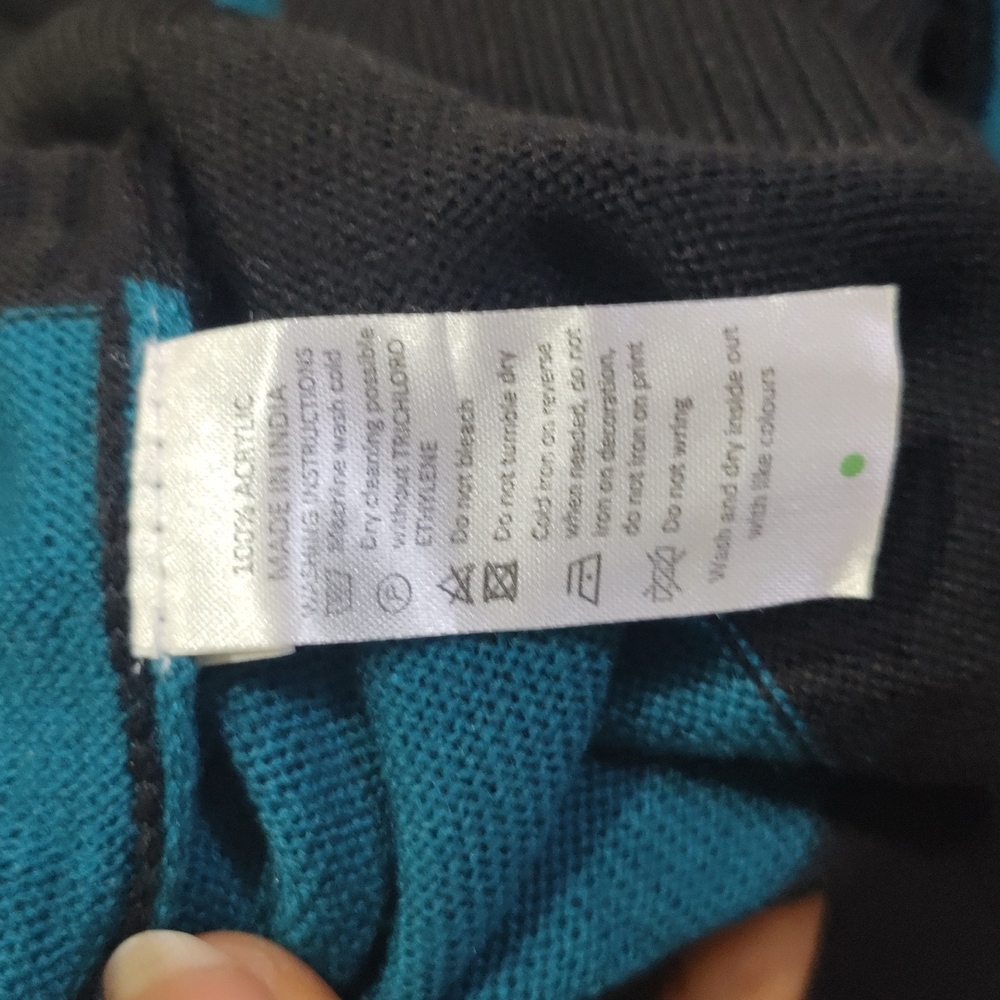 100% ACRYLIC
MADE IN INDIA
WASHING INSTRUCTIONS
Machine wash cold
Dry cleaning possible
without TRICHLORO
ETHYLENE
Do not bleach
Do not tumble dry
Cold iron on reverse
when needed, do not
iron on decoration,
do not iron on print
Do not wring
Wash and dry inside out
with like colours